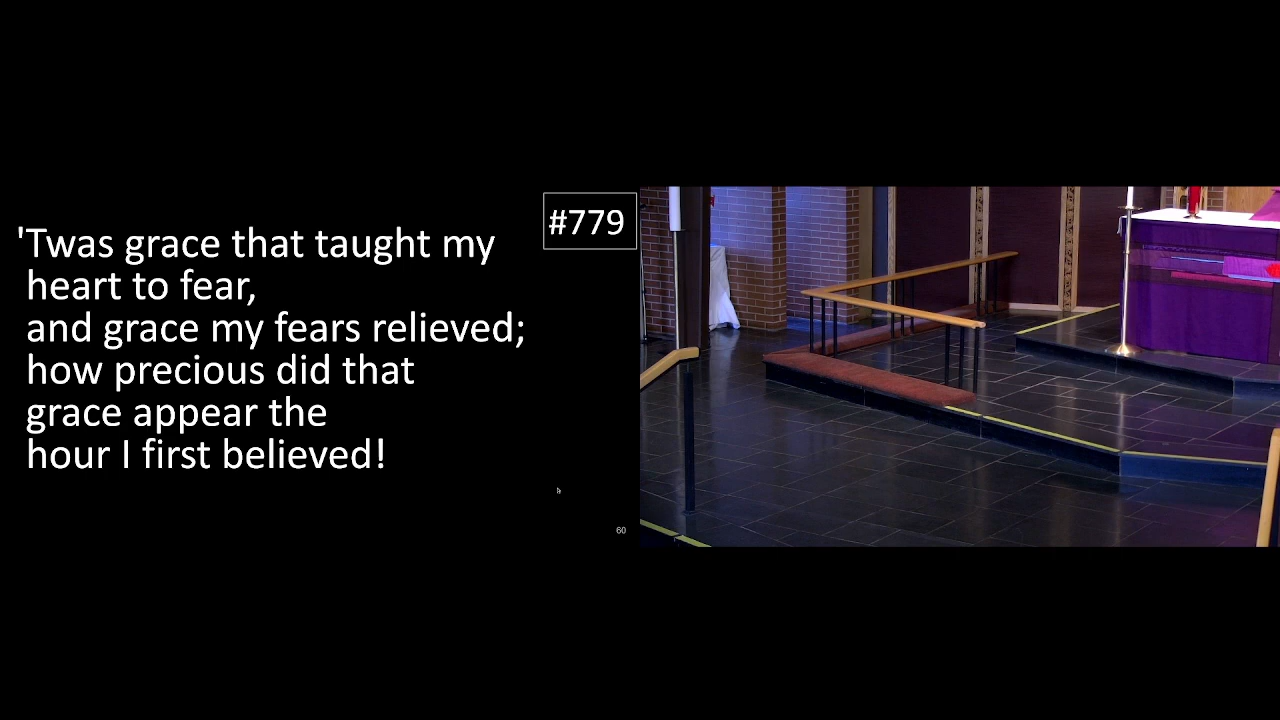 #779
'Twas grace that taught my
heart to fear,
and grace my fears relieved;
how precious did that
grace appear the
hour I first believed!
60